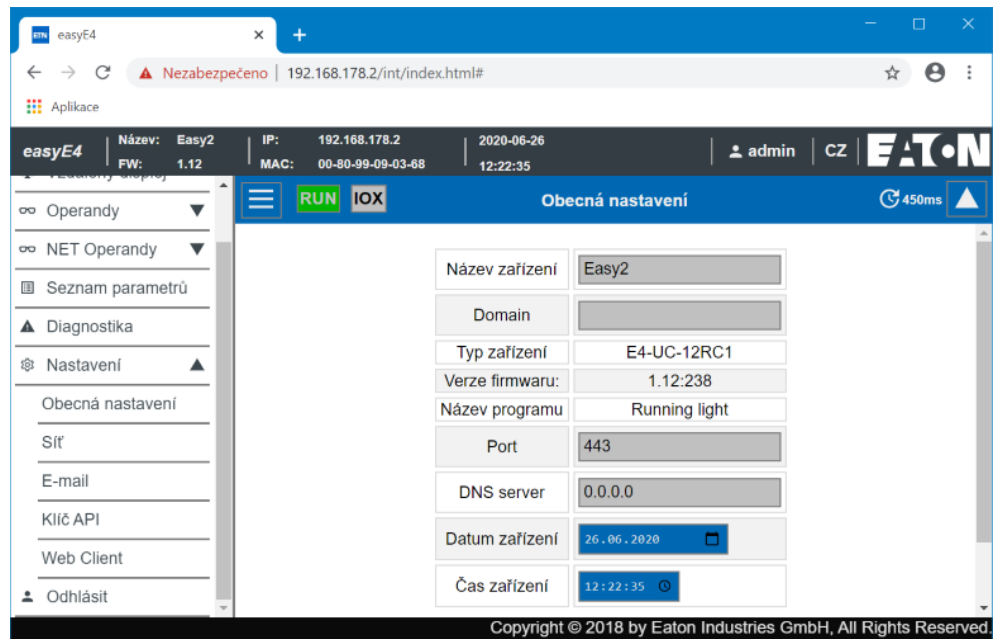 ETN easyE4
Nezabezpečeno | 192.168.178.2/int/index.html#
Aplikace
easyE4 Název: Easy2 IP: 192.168.178.2 2020-06-26 admin CZ EATON
FW: 1.12 MAC: 00-80-99-09-03-68 12:22:35
Vzdálený displej
Operandy
NET Operandy
Seznam parametrů
Diagnostika
Nastavení
Obecná nastavení
Síť
E-mail
Klíč API
Web Client
Odhlásit
RUN IOX Obecná nastavení 450ms
Název zařízení Easy2
Domain
Typ zařízení E4-UC-12RC1
Verze firmwaru: 1.12:238
Název programu Running light
Port 443
DNS server 0.0.0.0
Datum zařízení 26.06.2020
Čas zařízení 12:22:35
Copyright © 2018 by Eaton Industries GmbH, All Rights Reserved.